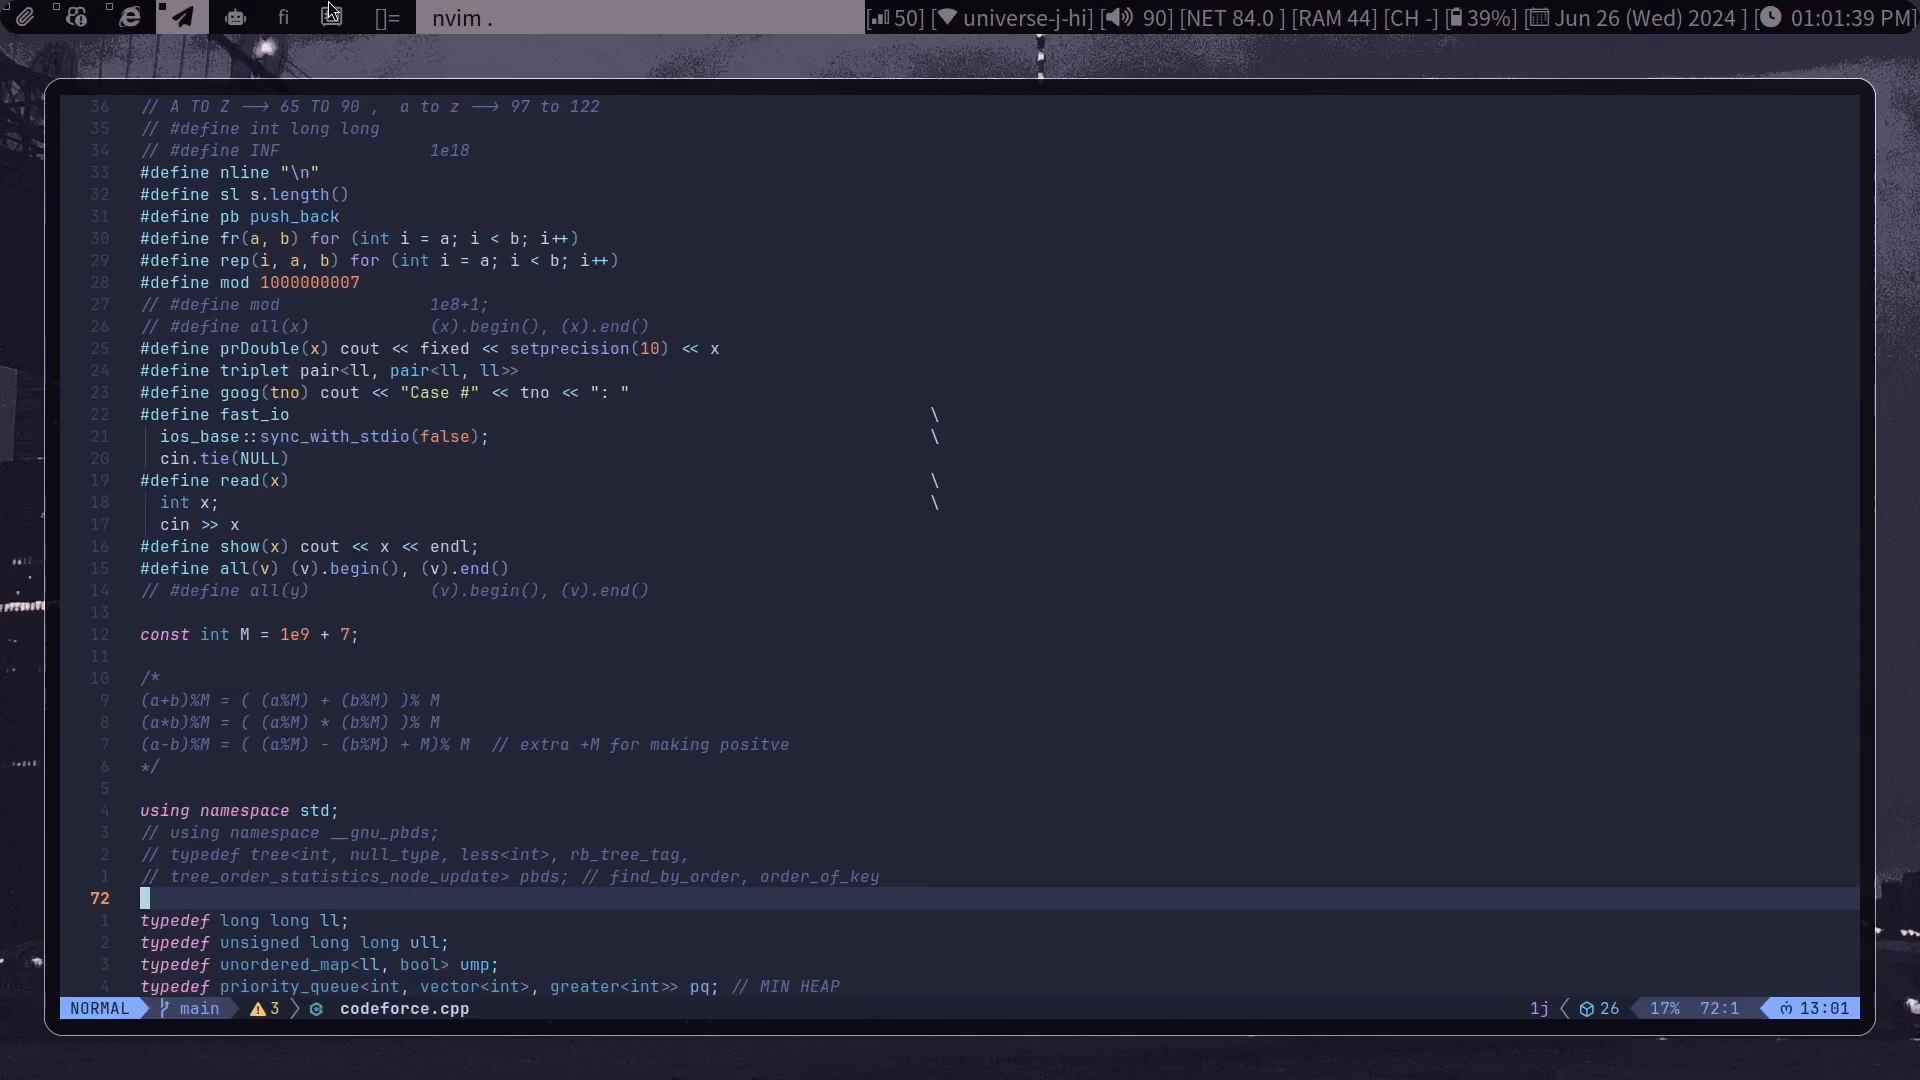 fi []= nvim . [50] [universe-j-hi] [90] [NET 84.0 ] [RAM 44] [CH -] [39%] [Jun 26 (Wed) 2024 ] [01:01:39 PM]
36 // A TO Z --> 65 TO 90 ,  a to z --> 97 to 122
35 // #define int long long
34 // #define INF               1e18
33 #define nline "\n"
32 #define sl s.length()
31 #define pb push_back
30 #define fr(a, b) for (int i = a; i < b; i++)
29 #define rep(i, a, b) for (int i = a; i < b; i++)
28 #define mod 1000000007
27 // #define mod               1e8+1;
26 // #define all(x)            (x).begin(), (x).end()
25 #define prDouble(x) cout << fixed << setprecision(10) << x
24 #define triplet pair<ll, pair<ll, ll>>
23 #define goog(tno) cout << "Case #" << tno << ": "
22 #define fast_io \
21 ios_base::sync_with_stdio(false); \
20 cin.tie(NULL)
19 #define read(x) \
18 int x; \
17 cin >> x
16 #define show(x) cout << x << endl;
15 #define all(v) (v).begin(), (v).end()
14 // #define all(y)            (v).begin(), (v).end()
13
12 const int M = 1e9 + 7;
11
10 /*
9 (a+b)%M = ( (a%M) + (b%M) )% M
8 (a*b)%M = ( (a%M) * (b%M) )% M
7 (a-b)%M = ( (a%M) - (b%M) + M)% M  // extra +M for making positve
6 */
5
4 using namespace std;
3 // using namespace __gnu_pbds;
2 // typedef tree<int, null_type, less<int>, rb_tree_tag,
1 // tree_order_statistics_node_update> pbds; // find_by_order, order_of_key
72
1 typedef long long ll;
2 typedef unsigned long long ull;
3 typedef unordered_map<ll, bool> ump;
4 typedef priority_queue<int, vector<int>, greater<int>> pq; // MIN HEAP
NORMAL main 3 codeforce.cpp 1j 26 17% 72:1 13:01